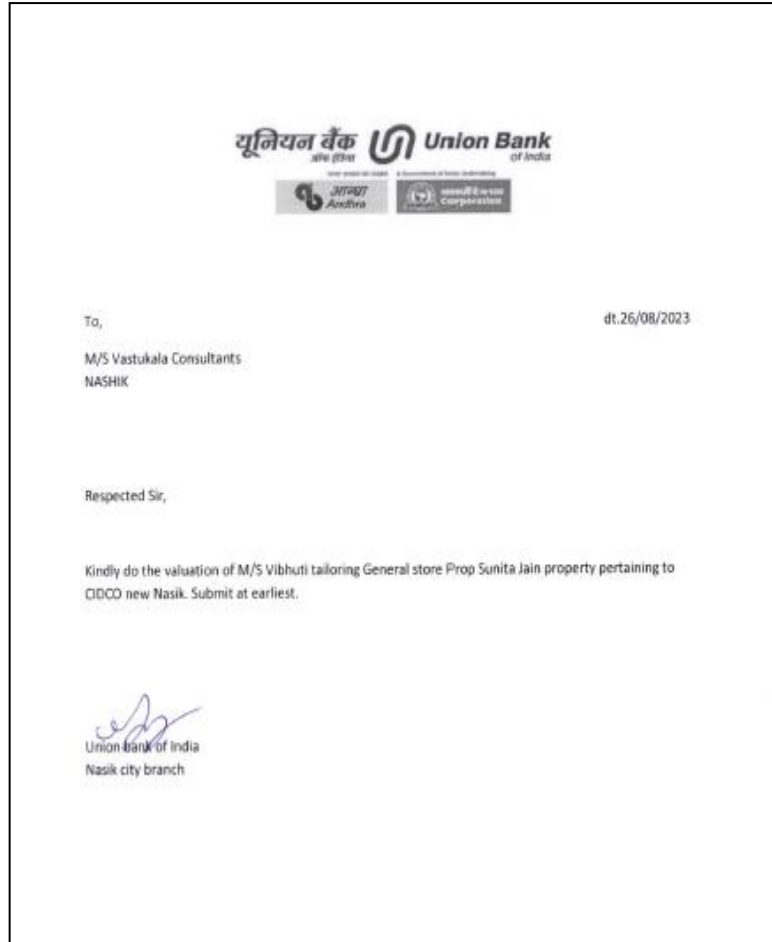 यूनियन बैंक Union Bank
ऑफ इंडिया of India
आन्ध्रा Andhra Corporation
To, dt.26/08/2023
M/S Vastukala Consultants
NASHIK
Respected Sir,
Kindly do the valuation of M/S Vibhuti tailoring General store Prop Sunita Jain property pertaining to
CIDCO new Nasik. Submit at earliest.
Union bank of India
Nasik city branch